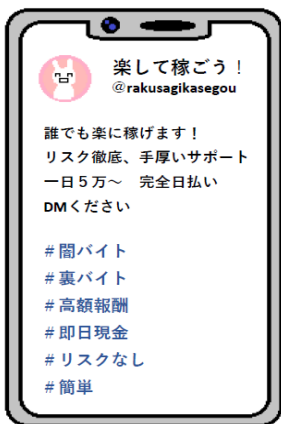 楽して稼ごう！
@rakusagikasegou
誰でも楽に稼げます！
リスク徹底、手厚いサポート
一日５万～　完全日払い
DMください
#闇バイト
#裏バイト
#高額報酬
#即日現金
#リスクなし
#簡単